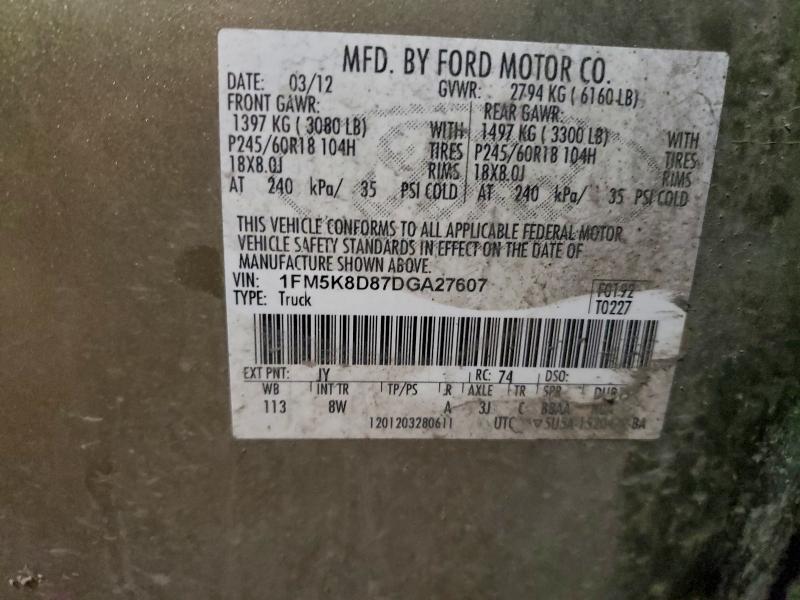 MFD. BY FORD MOTOR CO.
DATE: 03/12 GVWR: 2794 KG ( 6160 LB)
FRONT GAWR: REAR GAWR:
1397 KG ( 3080 LB) WITH 1497 KG ( 3300 LB) WITH
P245/60R18 104H TIRES P245/60R18 104H TIRES
18X8.0J RIMS 18X8.0J RIMS
AT 240 kPa/ 35 PSI COLD AT 240 kPa/ 35 PSI COLD
THIS VEHICLE CONFORMS TO ALL APPLICABLE FEDERAL MOTOR
VEHICLE SAFETY STANDARDS IN EFFECT ON THE DATE OF
MANUFACTURE SHOWN ABOVE.
VIN: 1FM5K8D87DGA27607 F0192
TYPE: Truck T0227
EXT PNT: JY RC: 74 DSO:
WB INT TR TP/PS R AXLE TR SPR
113 8W A 3J C BBAA
1201203280611 UTC